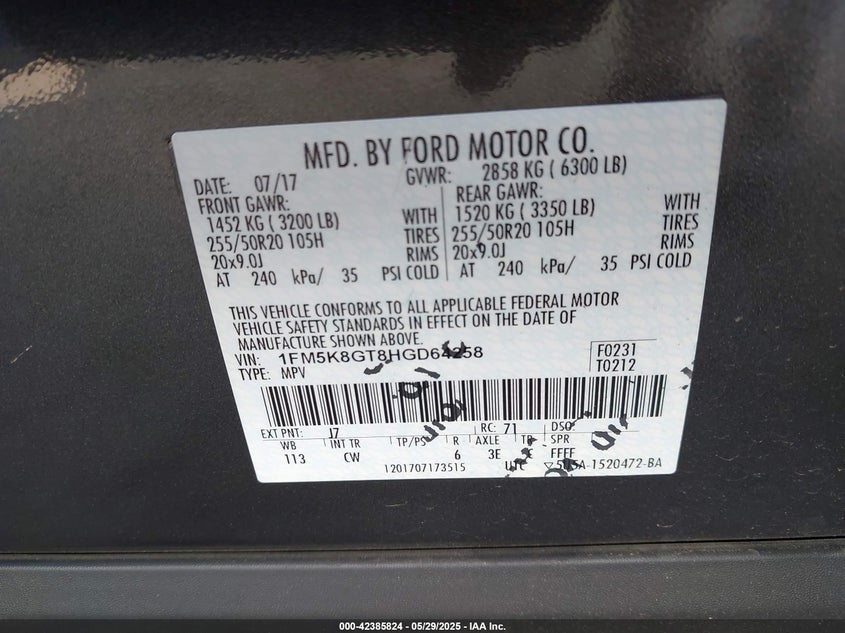 MFD. BY FORD MOTOR CO.
DATE: 07/17 GVWR: 2858 KG ( 6300 LB)
FRONT GAWR: REAR GAWR:
1452 KG ( 3200 LB) WITH 1520 KG ( 3350 LB) WITH
255/50R20 105H TIRES 255/50R20 105H TIRES
20x9.0J RIMS 20x9.0J RIMS
AT 240 kPa/ 35 PSI COLD AT 240 kPa/ 35 PSI COLD
THIS VEHICLE CONFORMS TO ALL APPLICABLE FEDERAL MOTOR
VEHICLE SAFETY STANDARDS IN EFFECT ON THE DATE OF
MANUFACTURE SHOWN ABOVE.
VIN: 1FM5K8GT8HGD64258 F0231
TYPE: MPV T0212
EXT PNT: J7 RC: 71 DSO:
WB INT TR TP/PS R AXLE TR SPR
113 CW 6 3E FFFF
1201707173515 UTC
000-42385824 | 05/29/2025 - IAA Inc.